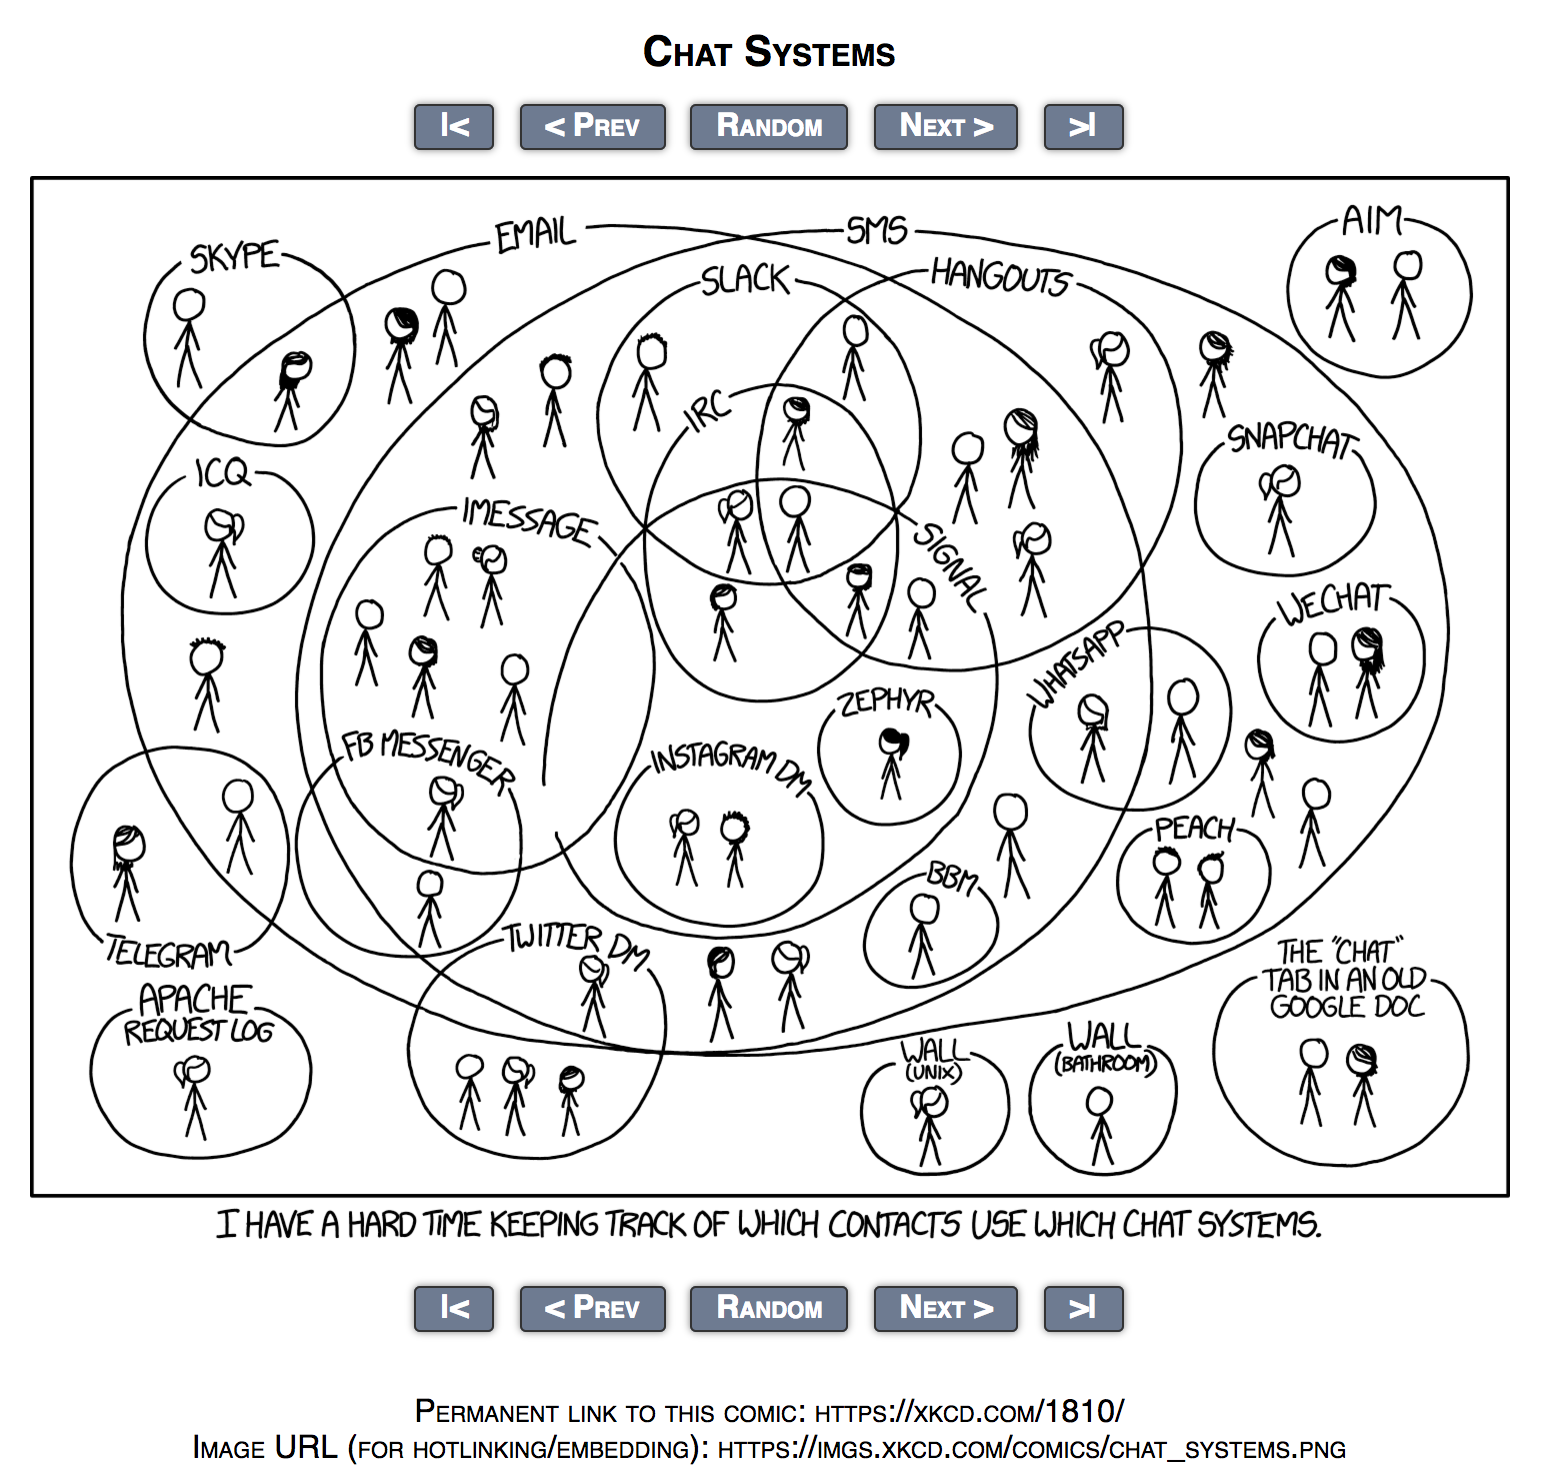 Chat Systems
|<
< Prev
Random
Next >
>|
SKYPE
EMAIL
SMS
AIM
SLACK
HANGOUTS
IRC
SNAPCHAT
ICQ
IMESSAGE
SIGNAL
WECHAT
WHATSAPP
ZEPHYR
FB MESSENGER
INSTAGRAM DM
PEACH
BBM
TELEGRAM
TWITTER DM
THE "CHAT"
TAB IN AN OLD
GOOGLE DOC
APACHE
REQUEST LOG
WALL
(UNIX)
WALL
(BATHROOM)
I HAVE A HARD TIME KEEPING TRACK OF WHICH CONTACTS USE WHICH CHAT SYSTEMS.
|<
< Prev
Random
Next >
>|
Permanent link to this comic: https://xkcd.com/1810/
Image URL (for hotlinking/embedding): https://imgs.xkcd.com/comics/chat_systems.png